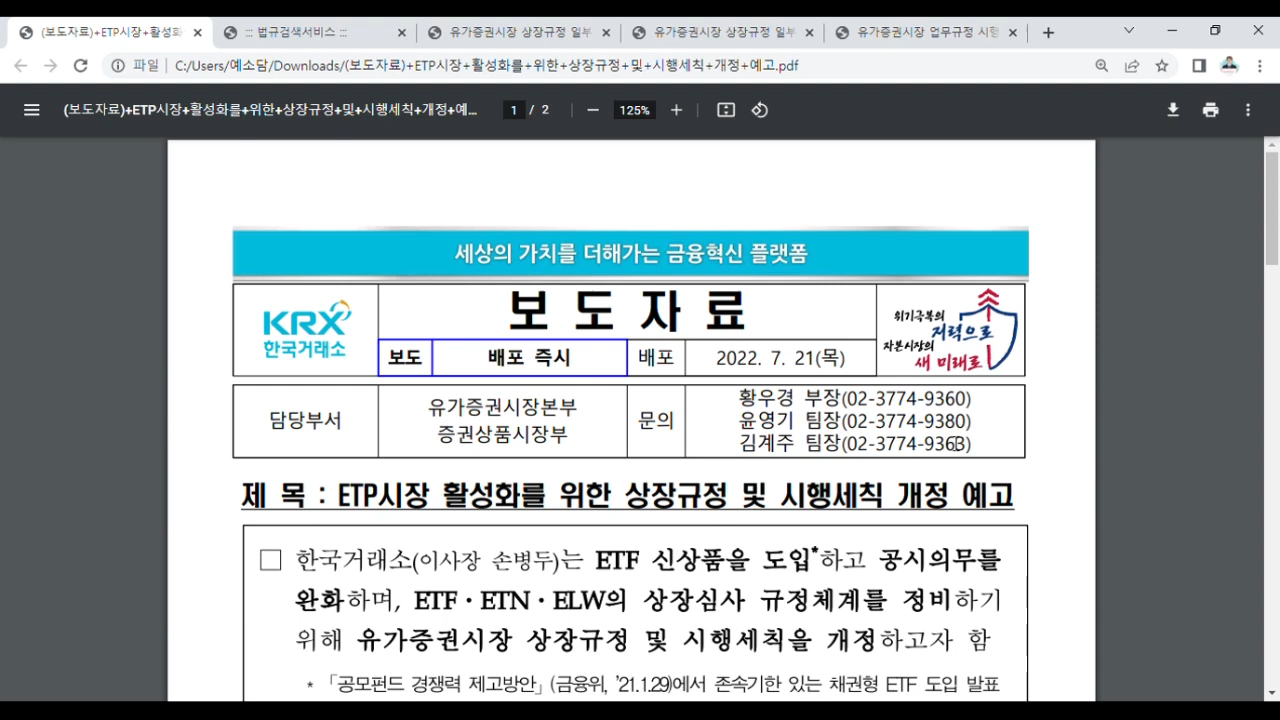 (보도자료)+ETP시장+활성화
::: 법규검색서비스 :::
유가증권시장 상장규정 일부
유가증권시장 상장규정 일부
유가증권시장 업무규정 시행
파일 | C:/Users/예소담/Downloads/(보도자료)+ETP시장+활성화를+위한+상장규정+및+시행세칙+개정+예고.pdf
(보도자료)+ETP시장+활성화를+위한+상장규정+및+시행세칙+개정+예... 1 / 2 125%
세상의 가치를 더해가는 금융혁신 플랫폼
KRX
한국거래소
보 도 자 료
보도 배포 즉시 배포 2022. 7. 21(목)
위기극복의
저력으로
자본시장의
새 미래로
담당부서
유가증권시장본부
증권상품시장부
문의
황우경 부장(02-3774-9360)
윤영기 팀장(02-3774-9380)
김계주 팀장(02-3774-9363)
제 목 : ETP시장 활성화를 위한 상장규정 및 시행세칙 개정 예고
□ 한국거래소(이사장 손병두)는 ETF 신상품을 도입*하고 공시의무를
완화하며, ETF・ETN・ELW의 상장심사 규정체계를 정비하기
위해 유가증권시장 상장규정 및 시행세칙을 개정하고자 함
* 「공모펀드 경쟁력 제고방안」(금융위, ’21.1.29)에서 존속기한 있는 채권형 ETF 도입 발표